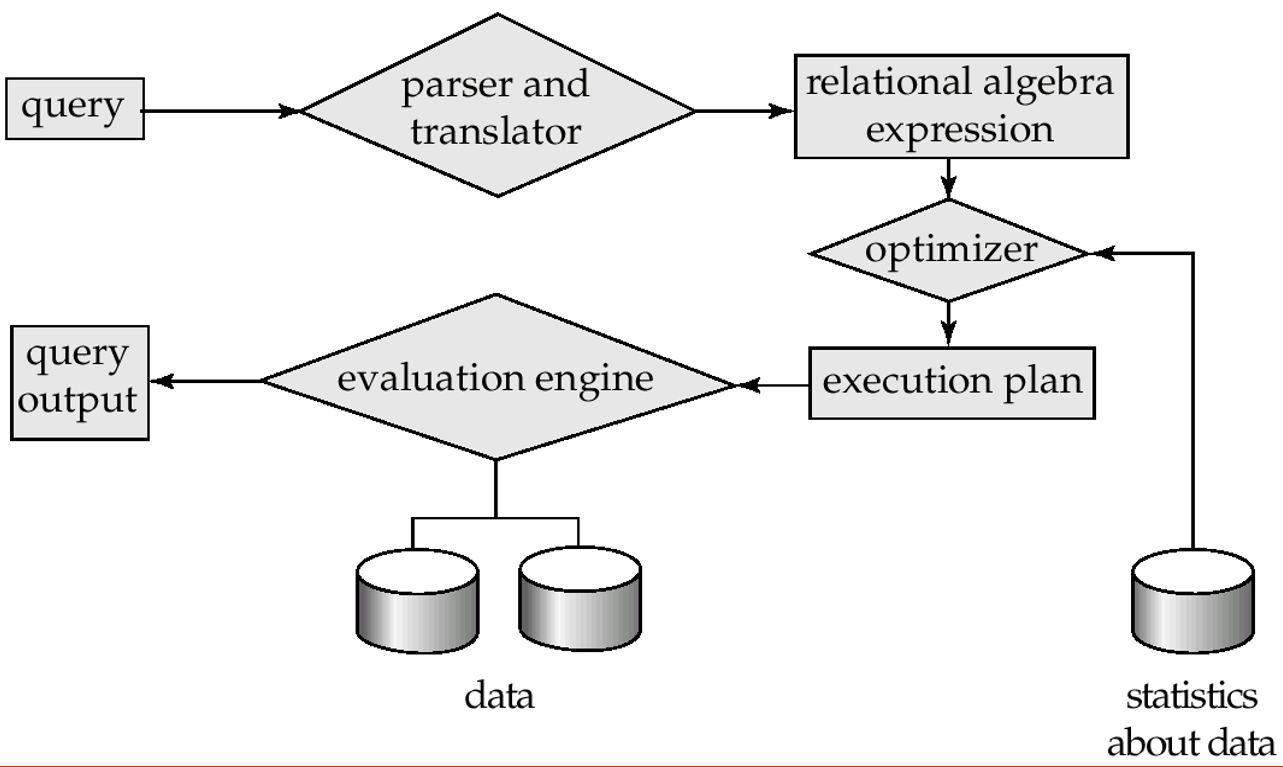 query
parser and
translator
relational algebra
expression
optimizer
execution plan
evaluation engine
query
output
data
statistics
about data